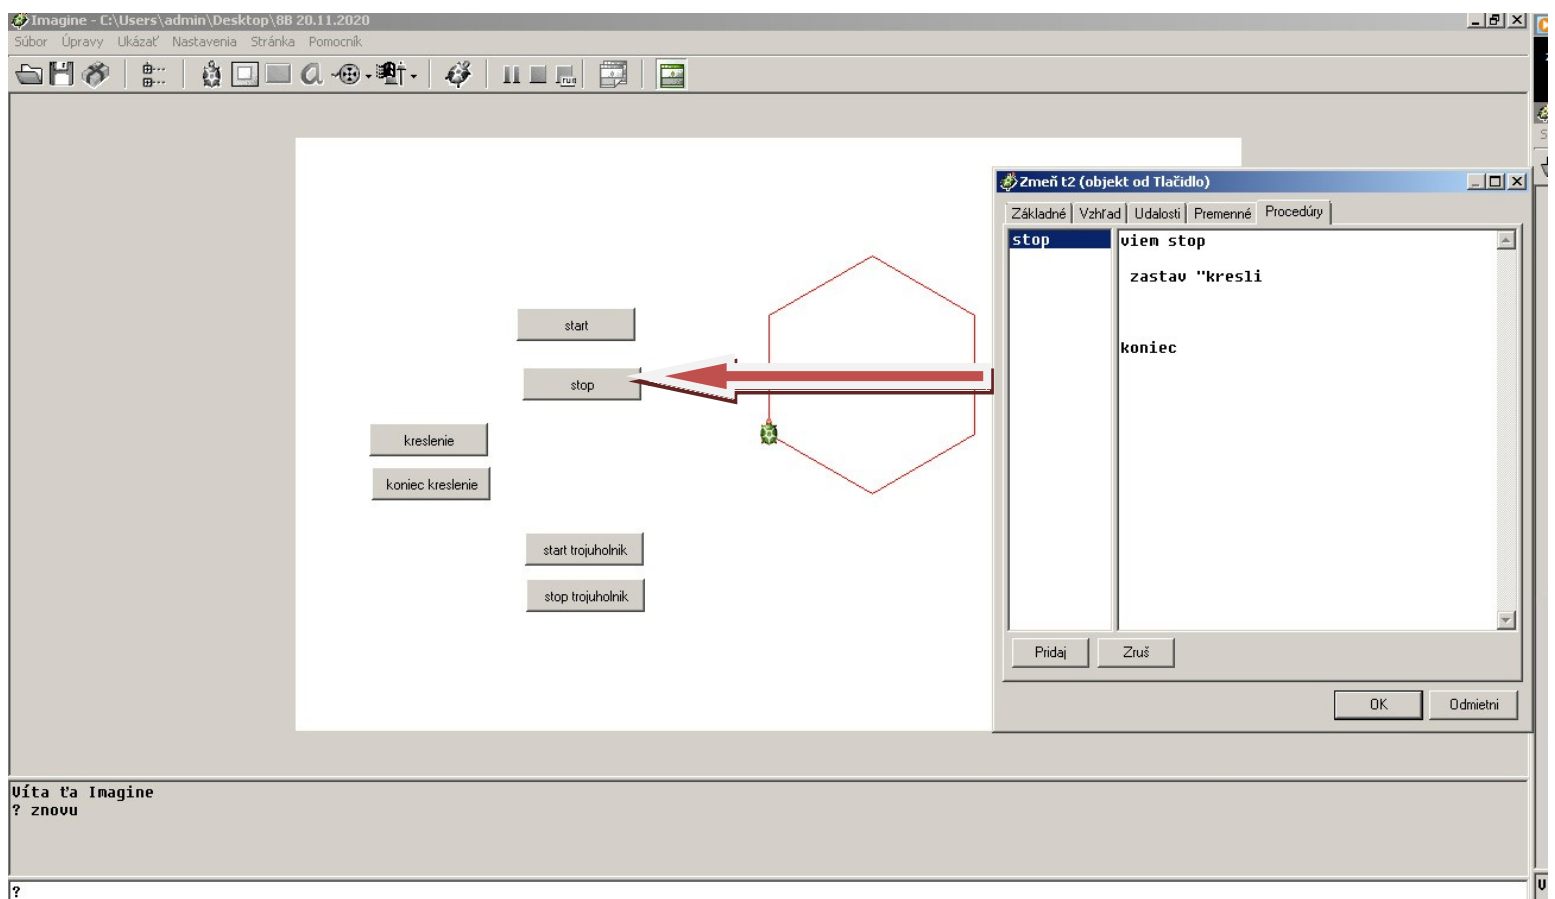 Imagine - C:\Users\admin\Desktop\8B 20.11.2020
Súbor Úpravy Ukázať Nastavenia Stránka Pomocník
run
Zmeň t2 (objekt od Tlačidlo)
Základné Vzhľad Udalosti Premenné Procedúry
stop
viem stop
zastav "kresli
koniec
start
stop
kreslenie
koniec kreslenie
start trojuholnik
stop trojuholnik
Pridaj Zruš
OK Odmietni
Víta ťa Imagine
? znovu
?